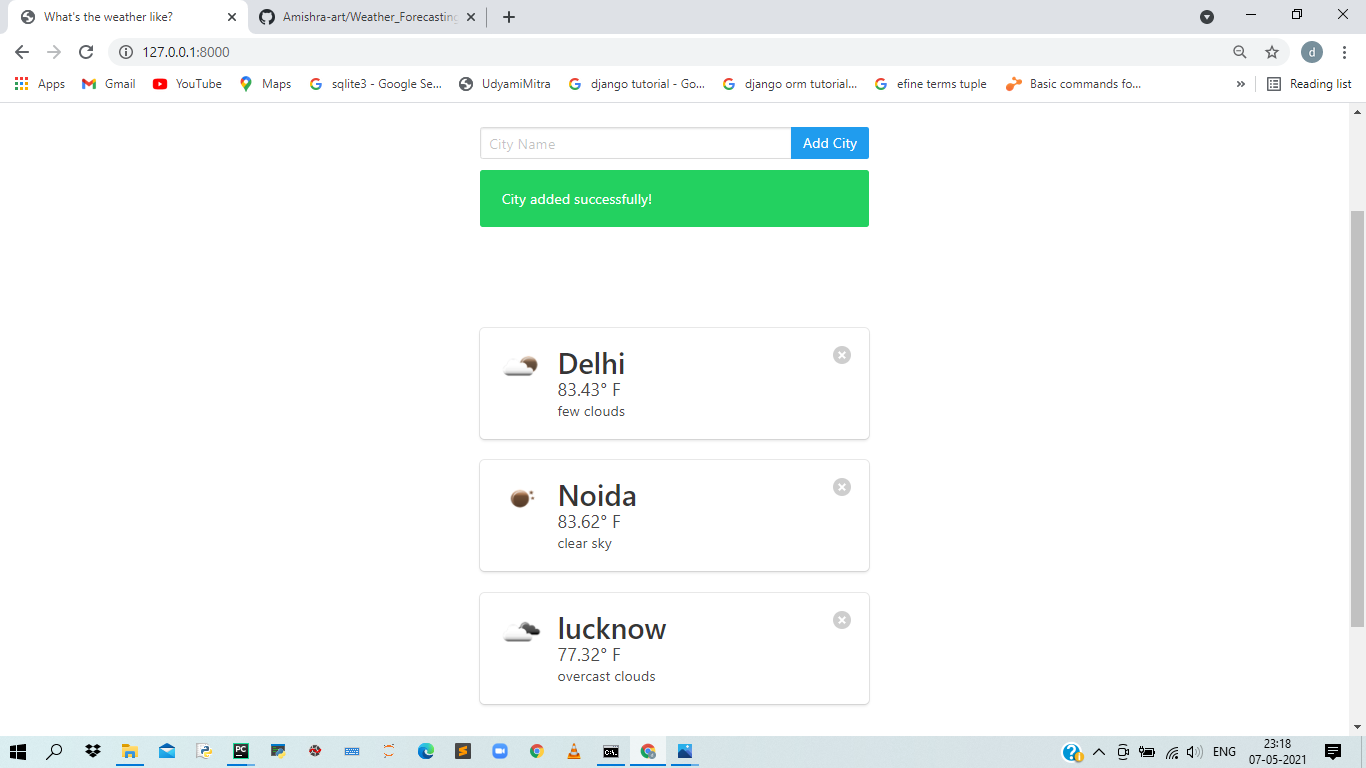 What's the weather like?
Amishra-art/Weather_Forecasting
127.0.0.1:8000
d
Apps
Gmail
YouTube
Maps
sqlite3 - Google Se...
UdyamiMitra
django tutorial - Go...
django orm tutorial...
efine terms tuple
Basic commands fo...
»
Reading list
City Name
Add City
City added successfully!
Delhi
83.43° F
few clouds
Noida
83.62° F
clear sky
lucknow
77.32° F
overcast clouds
ENG
23:18
07-05-2021